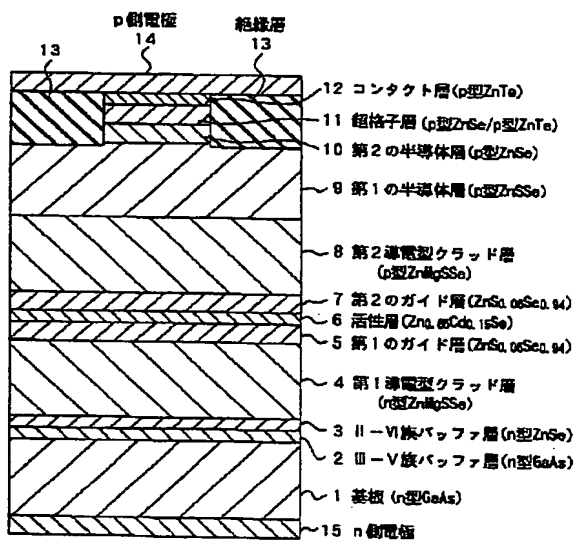 p側電極
14
絶縁層
13
13
12 コンタクト層(p型ZnTe)
11 超格子層(p型ZnSe/p型ZnTe)
10 第2の半導体層(p型ZnSe)
9 第1の半導体層(p型ZnSSe)
8 第2導電型クラッド層
(p型ZnMgSSe)
7 第2のガイド層(ZnS0.06Se0.94)
6 活性層(Zn0.85Cd0.15Se)
5 第1のガイド層(ZnS0.06Se0.94)
4 第1導電型クラッド層
(n型ZnMgSSe)
3 II-VI族バッファ層(n型ZnSe)
2 III-V族バッファ層(n型GaAs)
1 基板(n型GaAs)
15 n側電極